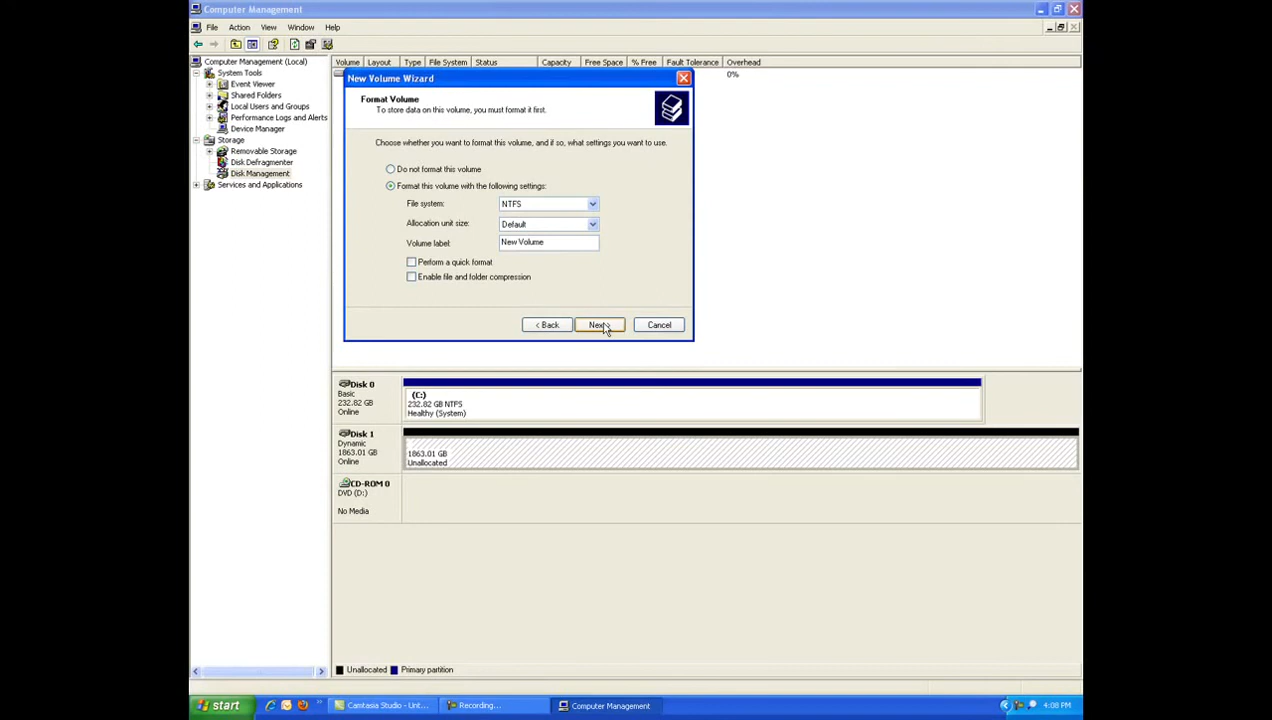 Computer Management
File Action View Window Help
Computer Management (Local)
System Tools
Event Viewer
Shared Folders
Local Users and Groups
Performance Logs and Alerts
Device Manager
Storage
Removable Storage
Disk Defragmenter
Disk Management
Services and Applications
Volume Layout Type File System Status Capacity Free Space % Free Fault Tolerance Overhead
0%
New Volume Wizard
Format Volume
To store data on this volume, you must format it first.
Choose whether you want to format this volume, and if so, what settings you want to use.
Do not format this volume
Format this volume with the following settings:
File system: NTFS
Allocation unit size: Default
Volume label: New Volume
Perform a quick format
Enable file and folder compression
< Back Next > Cancel
Disk 0
Basic
232.82 GB
Online
(C:)
232.82 GB NTFS
Healthy (System)
Disk 1
Dynamic
1863.01 GB
Online
1863.01 GB
Unallocated
CD-ROM 0
DVD (D:)
No Media
Unallocated Primary partition
start Camtasia Studio - Unt... Recording... Computer Management 4:08 PM